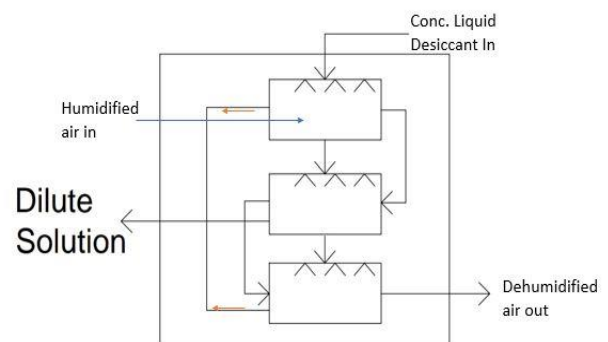 Conc. Liquid
Desiccant In
Humidified
air in
Dilute
Solution
Dehumidified
air out